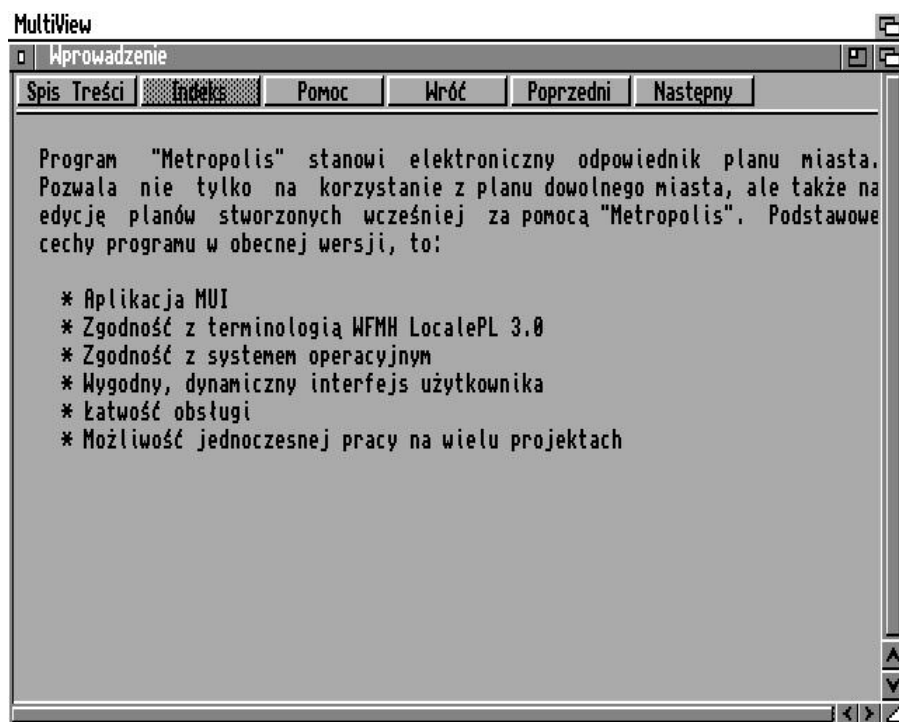 MultiView
Wprowadzenie
Spis Treści Indeks Pomoc Wróć Poprzedni Następny
Program "Metropolis" stanowi elektroniczny odpowiednik planu miasta.
Pozwala nie tylko na korzystanie z planu dowolnego miasta, ale także na
edycję planów stworzonych wcześniej za pomocą "Metropolis". Podstawowe
cechy programu w obecnej wersji, to:
* Aplikacja MUI
* Zgodność z terminologią WFMH LocalePL 3.0
* Zgodność z systemem operacyjnym
* Wygodny, dynamiczny interfejs użytkownika
* Łatwość obsługi
* Możliwość jednoczesnej pracy na wielu projektach